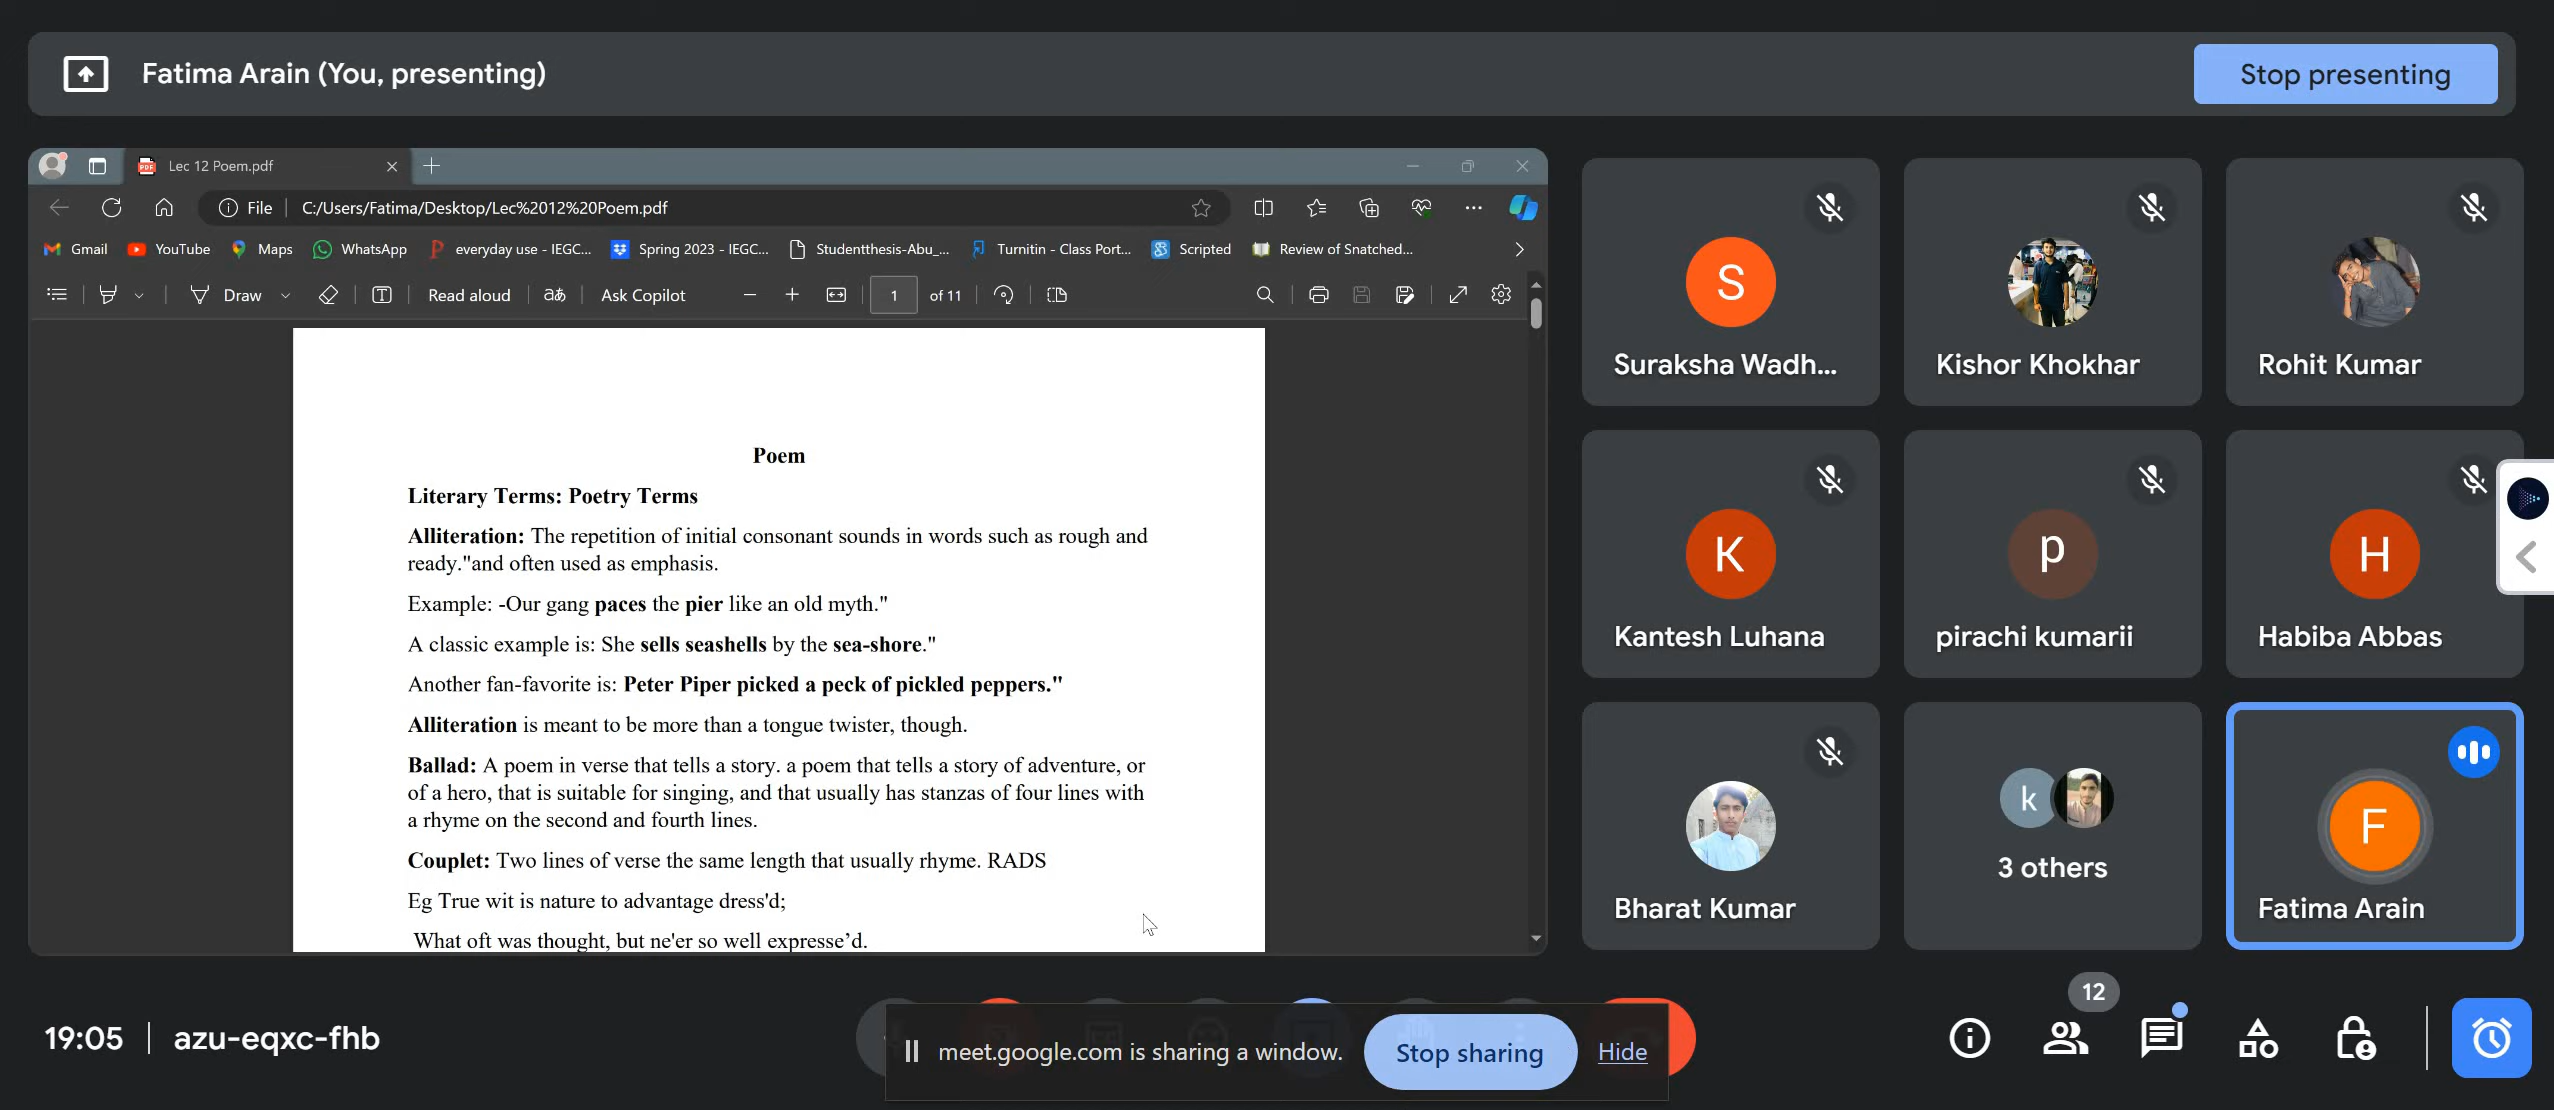 Fatima Arain (You, presenting)
Stop presenting
Lec 12 Poem.pdf
File
C:/Users/Fatima/Desktop/Lec%2012%20Poem.pdf
Gmail
YouTube
Maps
WhatsApp
everyday use - IEGC...
Spring 2023 - IEGC...
Studentthesis-Abu_...
Turnitin - Class Port...
Scripted
Review of Snatched...
Draw
Read aloud
aあ
Ask Copilot
1 of 11
Poem
Literary Terms: Poetry Terms
Alliteration: The repetition of initial consonant sounds in words such as rough and
ready."and often used as emphasis.
Example: -Our gang paces the pier like an old myth."
A classic example is: She sells seashells by the sea-shore."
Another fan-favorite is: Peter Piper picked a peck of pickled peppers."
Alliteration is meant to be more than a tongue twister, though.
Ballad: A poem in verse that tells a story. a poem that tells a story of adventure, or
of a hero, that is suitable for singing, and that usually has stanzas of four lines with
a rhyme on the second and fourth lines.
Couplet: Two lines of verse the same length that usually rhyme. RADS
Eg True wit is nature to advantage dress'd;
What oft was thought, but ne'er so well expresse’d.
S
Suraksha Wadh...
Kishor Khokhar
Rohit Kumar
K
Kantesh Luhana
p
pirachi kumarii
H
Habiba Abbas
Bharat Kumar
k
3 others
F
Fatima Arain
19:05
azu-eqxc-fhb
meet.google.com is sharing a window.
Stop sharing
Hide
12